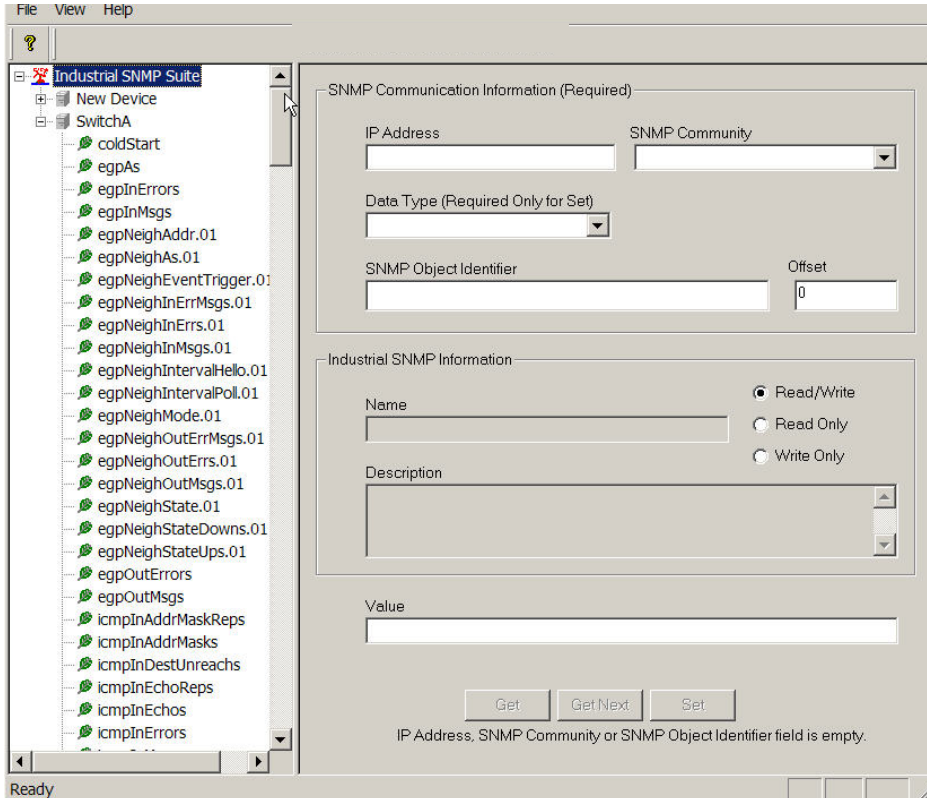 File View Help
Industrial SNMP Suite
New Device
SwitchA
coldStart
egpAs
egpInErrors
egpInMsgs
egpNeighAddr.01
egpNeighAs.01
egpNeighEventTrigger.01
egpNeighInErrMsgs.01
egpNeighInErrs.01
egpNeighInMsgs.01
egpNeighIntervalHello.01
egpNeighIntervalPoll.01
egpNeighMode.01
egpNeighOutErrMsgs.01
egpNeighOutErrs.01
egpNeighOutMsgs.01
egpNeighState.01
egpNeighStateDowns.01
egpNeighStateUps.01
egpOutErrors
egpOutMsgs
icmpInAddrMaskReps
icmpInAddrMasks
icmpInDestUnreachs
icmpInEchoReps
icmpInEchos
icmpInErrors
SNMP Communication Information (Required)
IP Address
SNMP Community
Data Type (Required Only for Set)
SNMP Object Identifier
Offset
0
Industrial SNMP Information
Name
Read/Write
Read Only
Write Only
Description
Value
Get
Get Next
Set
IP Address, SNMP Community or SNMP Object Identifier field is empty.
Ready